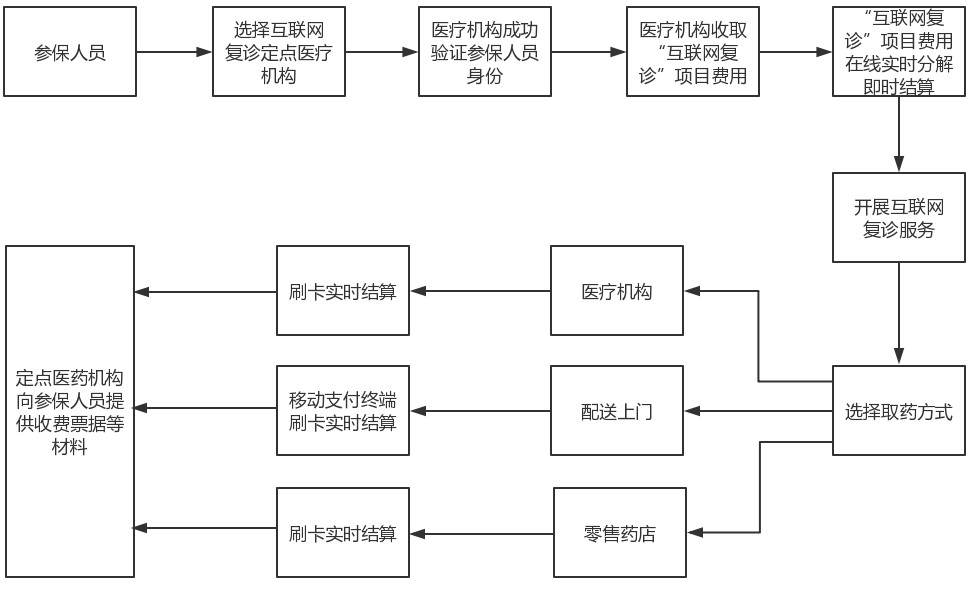 参保人员
选择互联网
复诊定点医疗
机构
医疗机构成功
验证参保人员
身份
医疗机构收取
“互联网复
诊”项目费用
“互联网复
诊”项目费用
在线实时分解
即时结算
开展互联网
复诊服务
选择取药方式
医疗机构
刷卡实时结算
配送上门
移动支付终端
刷卡实时结算
零售药店
刷卡实时结算
定点医药机构
向参保人员提
供收费票据等
材料